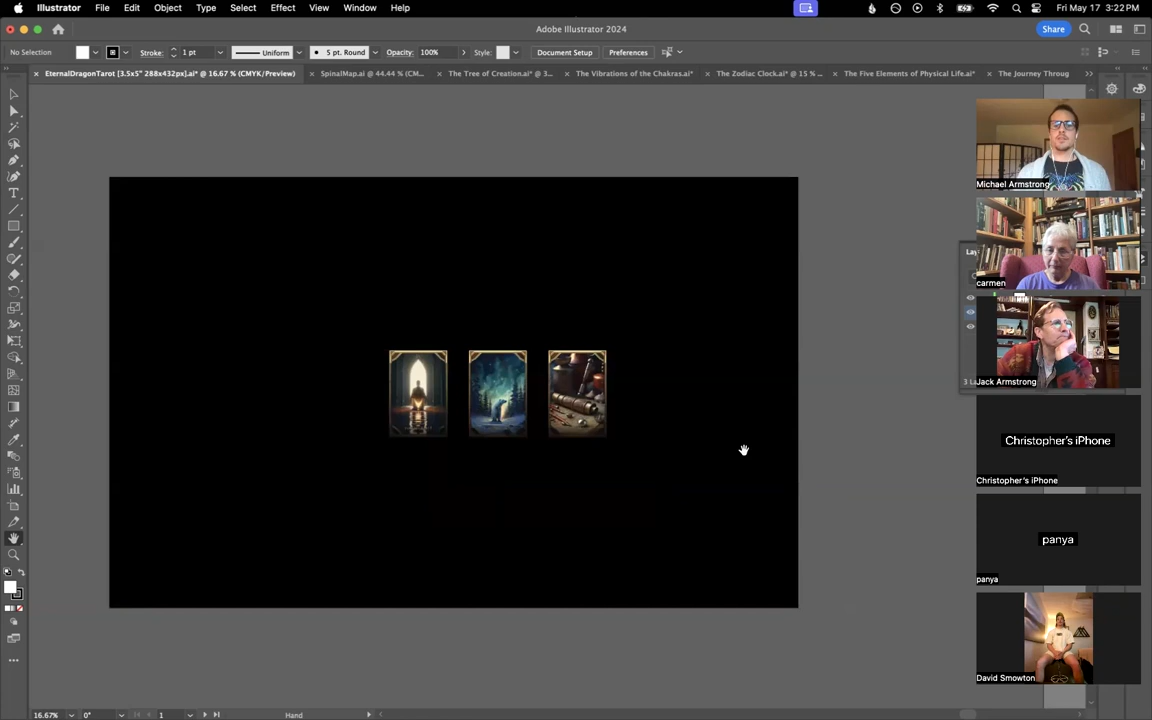 Illustrator File Edit Object Type Select Effect View Window Help
Fri May 17 3:22PM
Adobe Illustrator 2024
Share
No Selection
Stroke:
1 pt
Uniform
5 pt. Round
Opacity:
100%
Style:
Document Setup
Preferences
EternalDragonTarot [3.5x5" 288x432px].ai* @ 16.67 % (CMYK/Preview)
SpinalMap.ai @ 44.44 % (CM...
The Tree of Creation.ai* @ 3...
The Vibrations of the Chakras.ai*
The Zodiac Clock.ai* @ 15 %...
The Five Elements of Physical Life.ai*
The Journey Throug
Michael Armstrong
carmen
Lay
Jack Armstrong
3 L
Christopher's iPhone
Christopher's iPhone
panya
panya
David Smowton
16.67%
0°
1
Hand